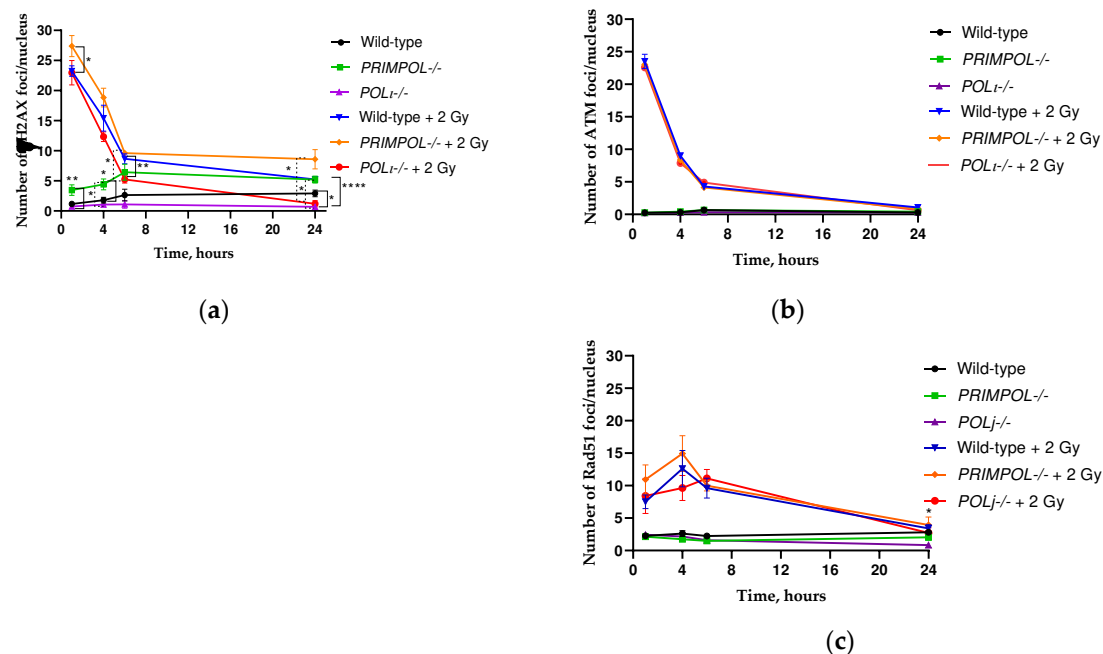 30
25
20
15
10
5
0
Number of γH2AX foci/nucleus
*
**
*
*
*
*
**
*
*
****
*
0 4 8 12 16 20 24
Time, hours
Wild-type
PRIMPOL-/-
POLι-/-
Wild-type + 2 Gy
PRIMPOL-/- + 2 Gy
POLι-/- + 2 Gy
(a)
30
25
20
15
10
5
0
Number of ATM foci/nucleus
0 4 8 12 16 20 24
Time, hours
Wild-type
PRIMPOL-/-
POLι-/-
Wild-type + 2 Gy
PRIMPOL-/- + 2 Gy
POLι-/- + 2 Gy
(b)
30
25
20
15
10
5
0
Number of Rad51 foci/nucleus
*
0 4 8 12 16 20 24
Time, hours
Wild-type
PRIMPOL-/-
POLj-/-
Wild-type + 2 Gy
PRIMPOL-/- + 2 Gy
POLj-/- + 2 Gy
(c)